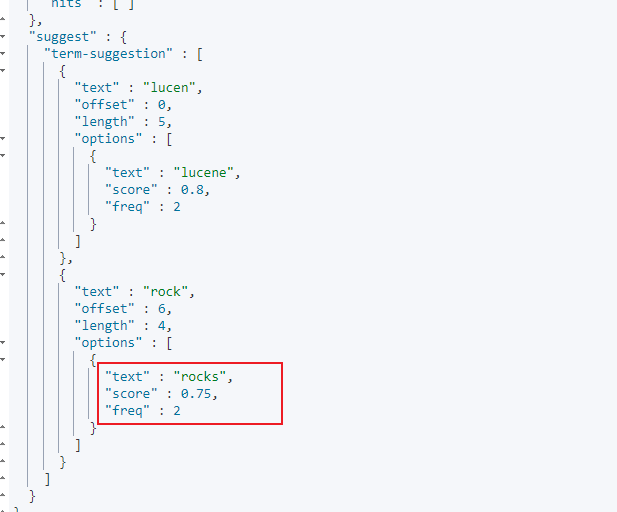 "hits" : [ ]
},
"suggest" : {
"term-suggestion" : [
{
"text" : "lucen",
"offset" : 0,
"length" : 5,
"options" : [
{
"text" : "lucene",
"score" : 0.8,
"freq" : 2
}
]
},
{
"text" : "rock",
"offset" : 6,
"length" : 4,
"options" : [
{
"text" : "rocks",
"score" : 0.75,
"freq" : 2
}
]
}
]
}
}